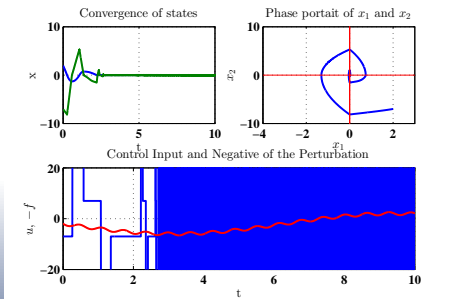 Convergence of states
10
0
−10
x
0
5
10
t
Phase portait of x₁ and x₂
10
0
−10
x₂
−4
−2
0
2
x₁
Control Input and Negative of the Perturbation
20
0
−20
u, −f
0
2
4
6
8
10
t